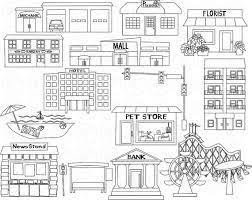 MECHANIC
FLORIST
MALL
HOTEL
PET STORE
News Stand
BANK